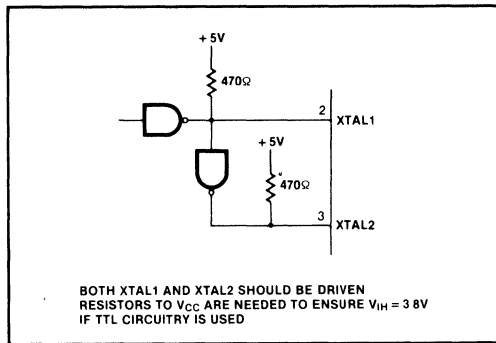 + 5V
470Ω
2
XTAL1
+ 5V
470Ω
3
XTAL2
BOTH XTAL1 AND XTAL2 SHOULD BE DRIVEN
RESISTORS TO VCC ARE NEEDED TO ENSURE VIH = 3 8V
IF TTL CIRCUITRY IS USED